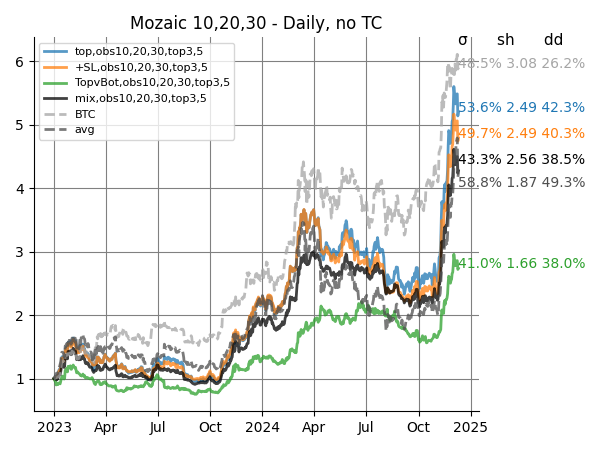 Mozaic 10,20,30 - Daily, no TC
σ sh dd
top,obs10,20,30,top3,5
+SL,obs10,20,30,top3,5
TopvBot,obs10,20,30,top3,5
mix,obs10,20,30,top3,5
BTC
avg
48.5% 3.08 26.2%
53.6% 2.49 42.3%
49.7% 2.49 40.3%
43.3% 2.56 38.5%
58.8% 1.87 49.3%
41.0% 1.66 38.0%
6
5
4
3
2
1
2023 Apr Jul Oct 2024 Apr Jul Oct 2025